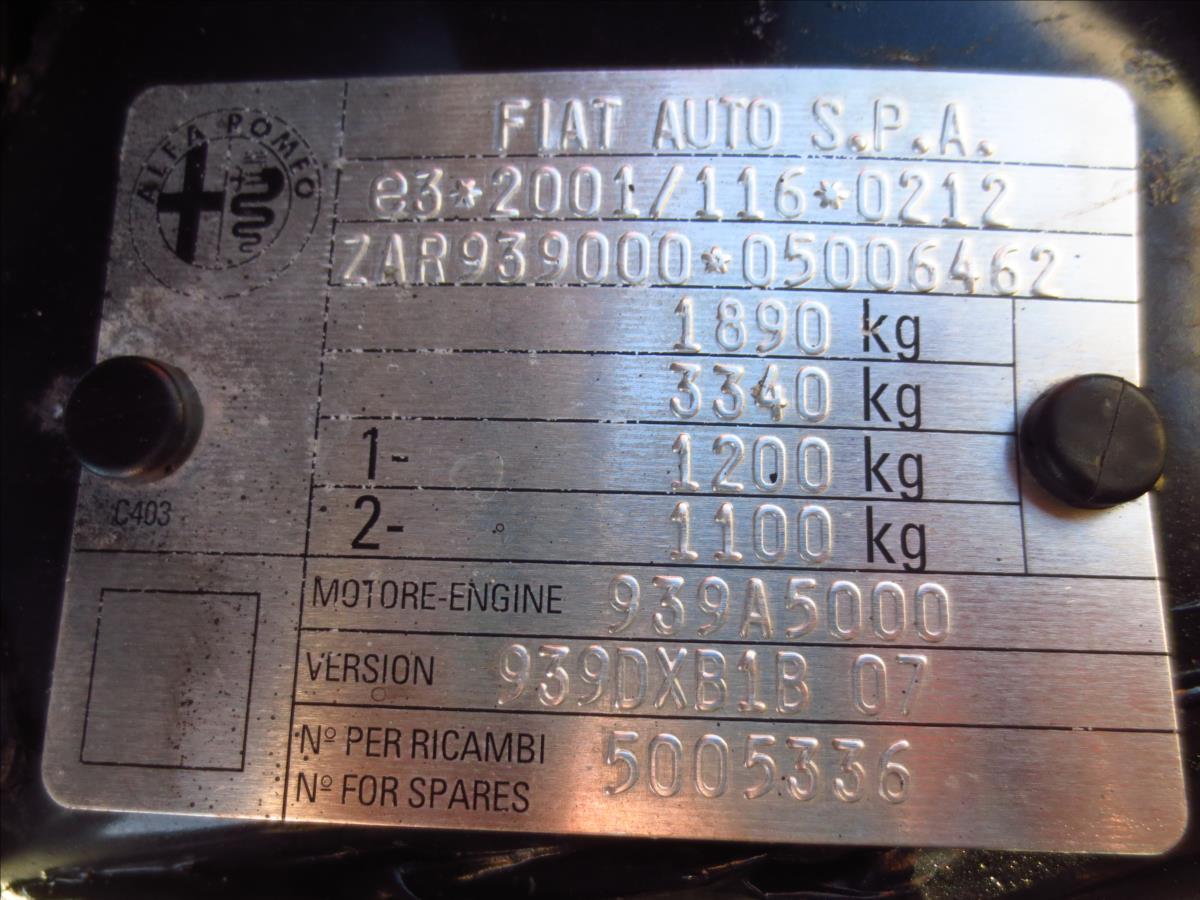 ALFA ROMEO
FIAT AUTO S.P.A.
e3*2001/116*0212
ZAR939000*05006462
1890 kg
3340 kg
1- 1200 kg
2- 1100 kg
C403
MOTORE-ENGINE 939A5000
VERSION 939DXB1B 07
Nº PER RICAMBI 5005336
Nº FOR SPARES